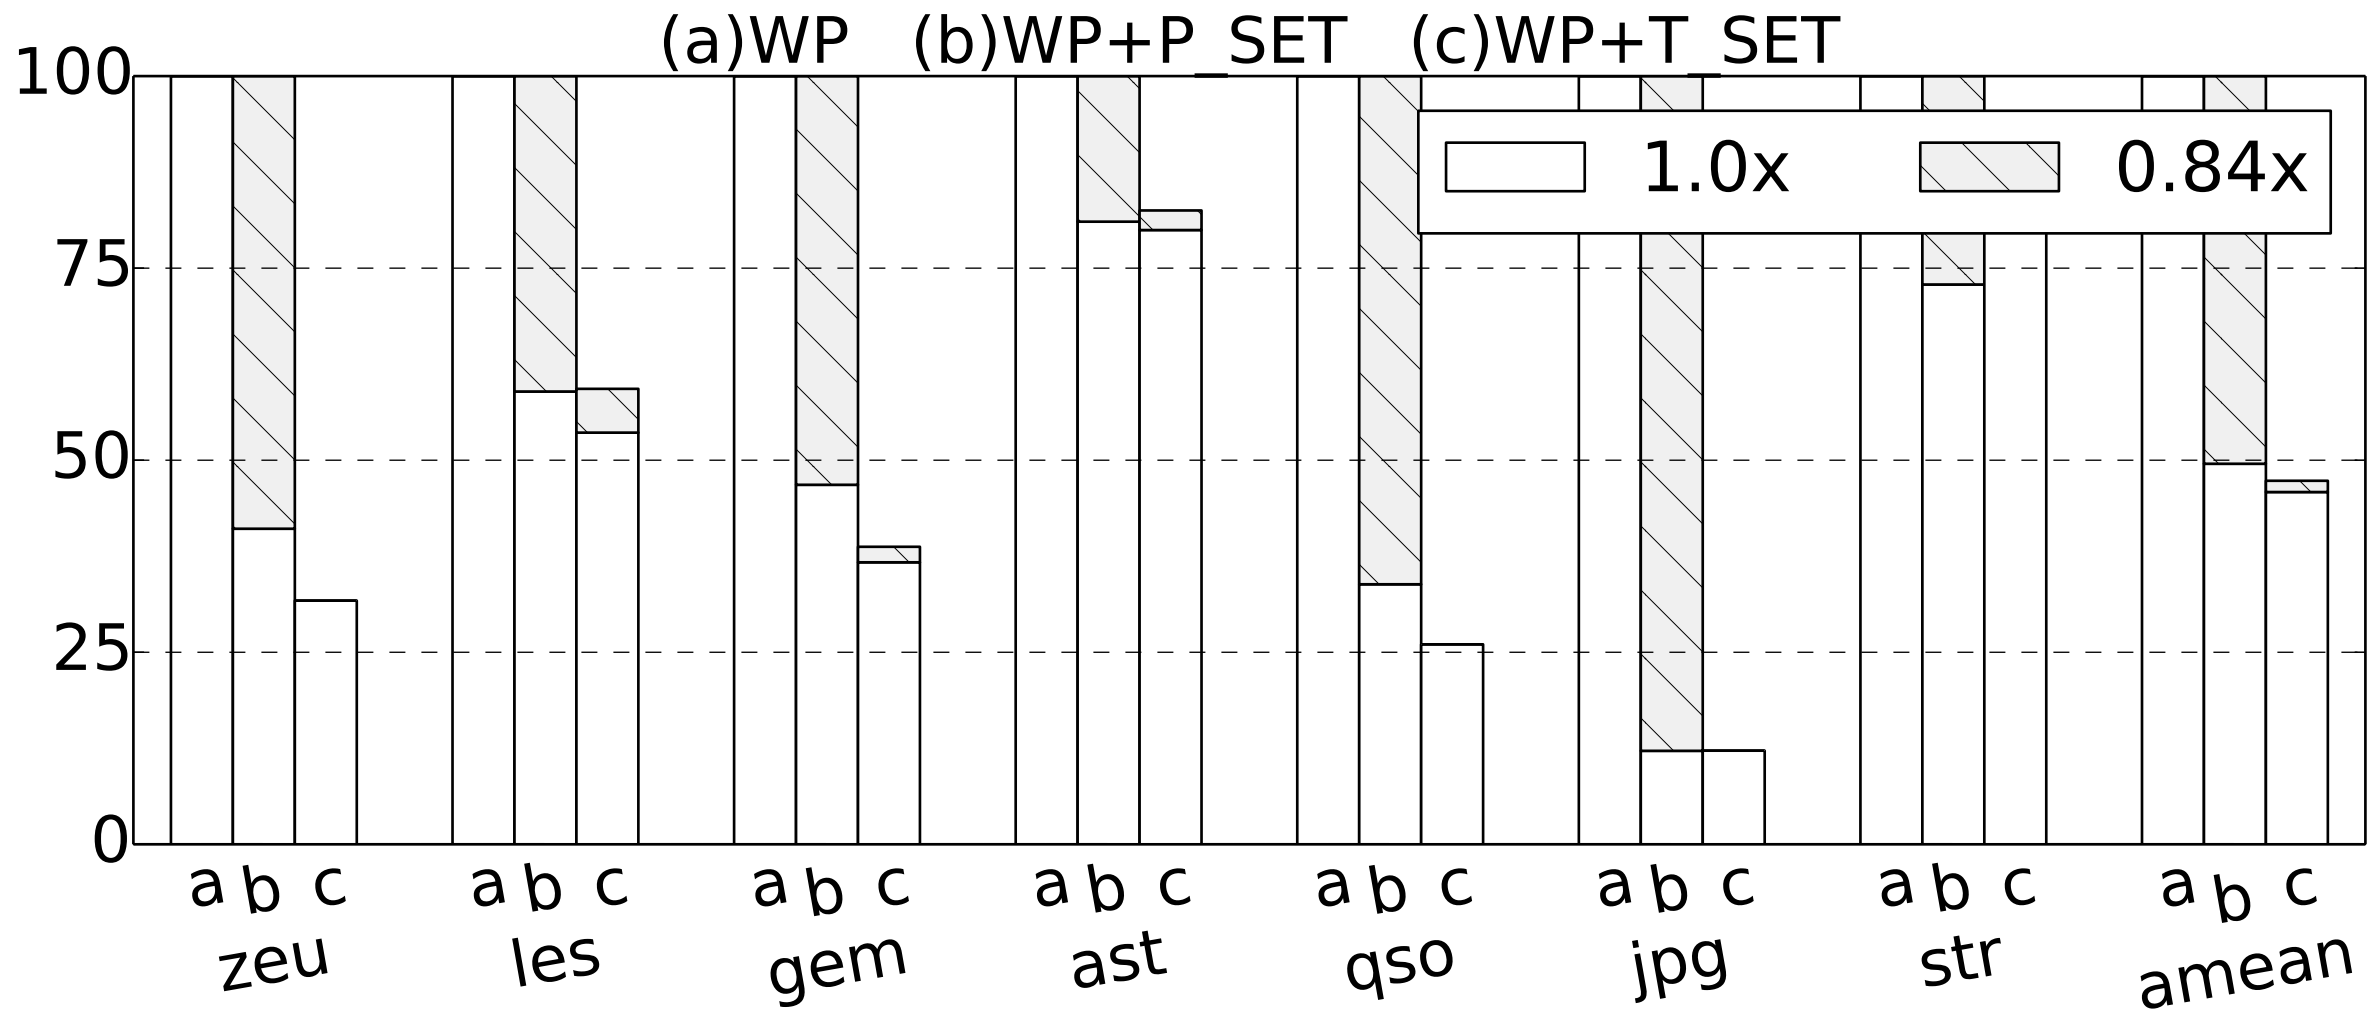 (a)WP (b)WP+P_SET (c)WP+T_SET
100
75
50
25
0
1.0x 0.84x
a b c a b c a b c a b c a b c a b c a b c a b c
zeu les gem ast qso jpg str amean